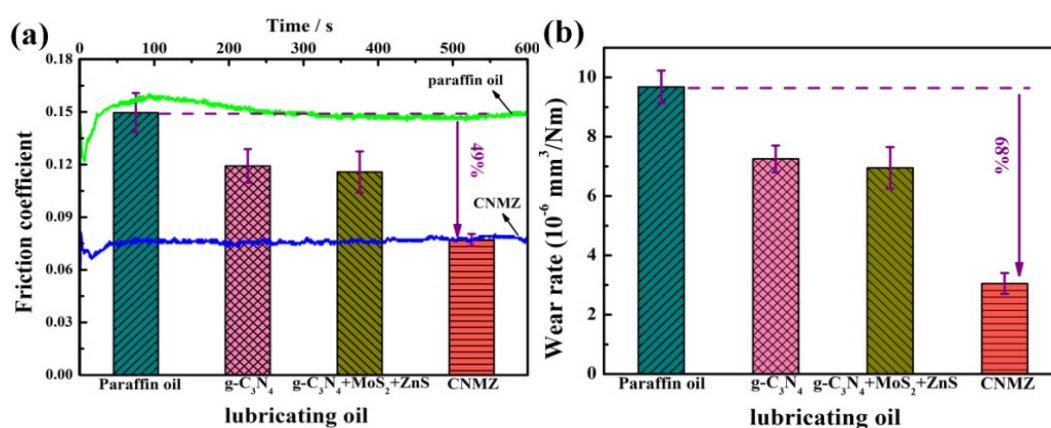 (a)
Time / s
0 100 200 300 400 500 600
Friction coefficient
0.18
0.15
0.12
0.09
0.06
0.03
0.00
paraffin oil
49%
CNMZ
Paraffin oil g-C₃N₄ g-C₃N₄+MoS₂+ZnS CNMZ
lubricating oil
(b)
Wear rate (10⁻⁶ mm³/Nm)
10
8
6
4
2
0
68%
Paraffin oil g-C₃N₄ g-C₃N₄+MoS₂+ZnS CNMZ
lubricating oil